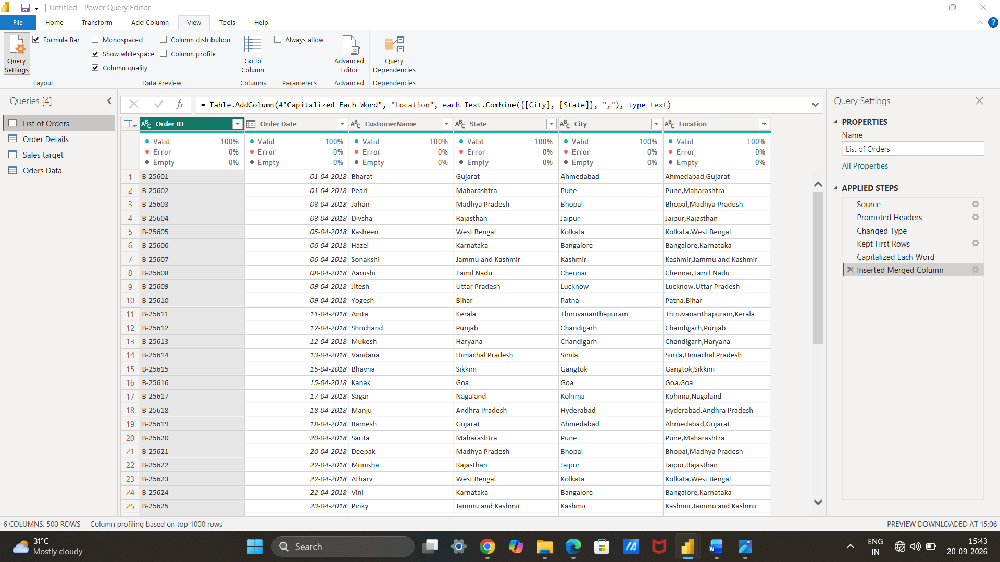 Untitled - Power Query Editor
File Home Transform Add Column View Tools Help
Query Settings
Formula Bar
Layout
Monospaced
Show whitespace
Column quality
Column distribution
Column profile
Data Preview
Go to Column
Columns
Always allow
Parameters
Advanced Editor
Advanced
Query Dependencies
Dependencies
Queries [4]
List of Orders
Order Details
Sales target
Oders Data
fx = Table.AddColumn(#"Capitalized Each Word", "Location", each Text.Combine({[City], [State]}, ","), type text)
Order ID Order Date CustomerName State City Location
Valid 100% Valid 100% Valid 100% Valid 100% Valid 100% Valid 100%
Error 0% Error 0% Error 0% Error 0% Error 0% Error 0%
Empty 0% Empty 0% Empty 0% Empty 0% Empty 0% Empty 0%
1 B-25601 01-04-2018 Bharat Gujarat Ahmedabad Ahmedabad,Gujarat
2 B-25602 01-04-2018 Pearl Maharashtra Pune Pune,Maharashtra
3 B-25603 03-04-2018 Jahan Madhya Pradesh Bhopal Bhopal,Madhya Pradesh
4 B-25604 03-04-2018 Divsha Rajasthan Jaipur Jaipur,Rajasthan
5 B-25605 05-04-2018 Kasheen West Bengal Kolkata Kolkata,West Bengal
6 B-25606 06-04-2018 Hazel Karnataka Bangalore Bangalore,Karnataka
7 B-25607 06-04-2018 Sonakshi Jammu and Kashmir Kashmir Kashmir,Jammu and Kashmir
8 B-25608 08-04-2018 Aarushi Tamil Nadu Chennai Chennai,Tamil Nadu
9 B-25609 09-04-2018 Jitesh Uttar Pradesh Lucknow Lucknow,Uttar Pradesh
10 B-25610 09-04-2018 Yogesh Bihar Patna Patna,Bihar
11 B-25611 11-04-2018 Anita Kerala Thiruvananthapuram Thiruvananthapuram,Kerala
12 B-25612 12-04-2018 Shrichand Punjab Chandigarh Chandigarh,Punjab
13 B-25613 12-04-2018 Mukesh Haryana Chandigarh Chandigarh,Haryana
14 B-25614 13-04-2018 Vandana Himachal Pradesh Simla Simla,Himachal Pradesh
15 B-25615 15-04-2018 Bhavna Sikkim Gangtok Gangtok,Sikkim
16 B-25616 15-04-2018 Kanak Goa Goa Goa,Goa
17 B-25617 17-04-2018 Sagar Nagaland Kohima Kohima,Nagaland
18 B-25618 18-04-2018 Manju Andhra Pradesh Hyderabad Hyderabad,Andhra Pradesh
19 B-25619 18-04-2018 Ramesh Gujarat Ahmedabad Ahmedabad,Gujarat
20 B-25620 20-04-2018 Sarita Maharashtra Pune Pune,Maharashtra
21 B-25621 20-04-2018 Deepak Madhya Pradesh Bhopal Bhopal,Madhya Pradesh
22 B-25622 22-04-2018 Monisha Rajasthan Jaipur Jaipur,Rajasthan
23 B-25623 22-04-2018 Atharv West Bengal Kolkata Kolkata,West Bengal
24 B-25624 22-04-2018 Vini Karnataka Bangalore Bangalore,Karnataka
25 B-25625 23-04-2018 Pinky Jammu and Kashmir Kashmir Kashmir,Jammu and Kashmir
Query Settings
PROPERTIES
Name
List of Orders
All Properties
APPLIED STEPS
Source
Promoted Headers
Changed Type
Kept First Rows
Capitalized Each Word
Inserted Merged Column
6 COLUMNS, 500 ROWS Column profiling based on top 1000 rows PREVIEW DOWNLOADED AT 15:06
31°C
Mostly cloudy
Search
ENG
IN
15:43
20-09-2026